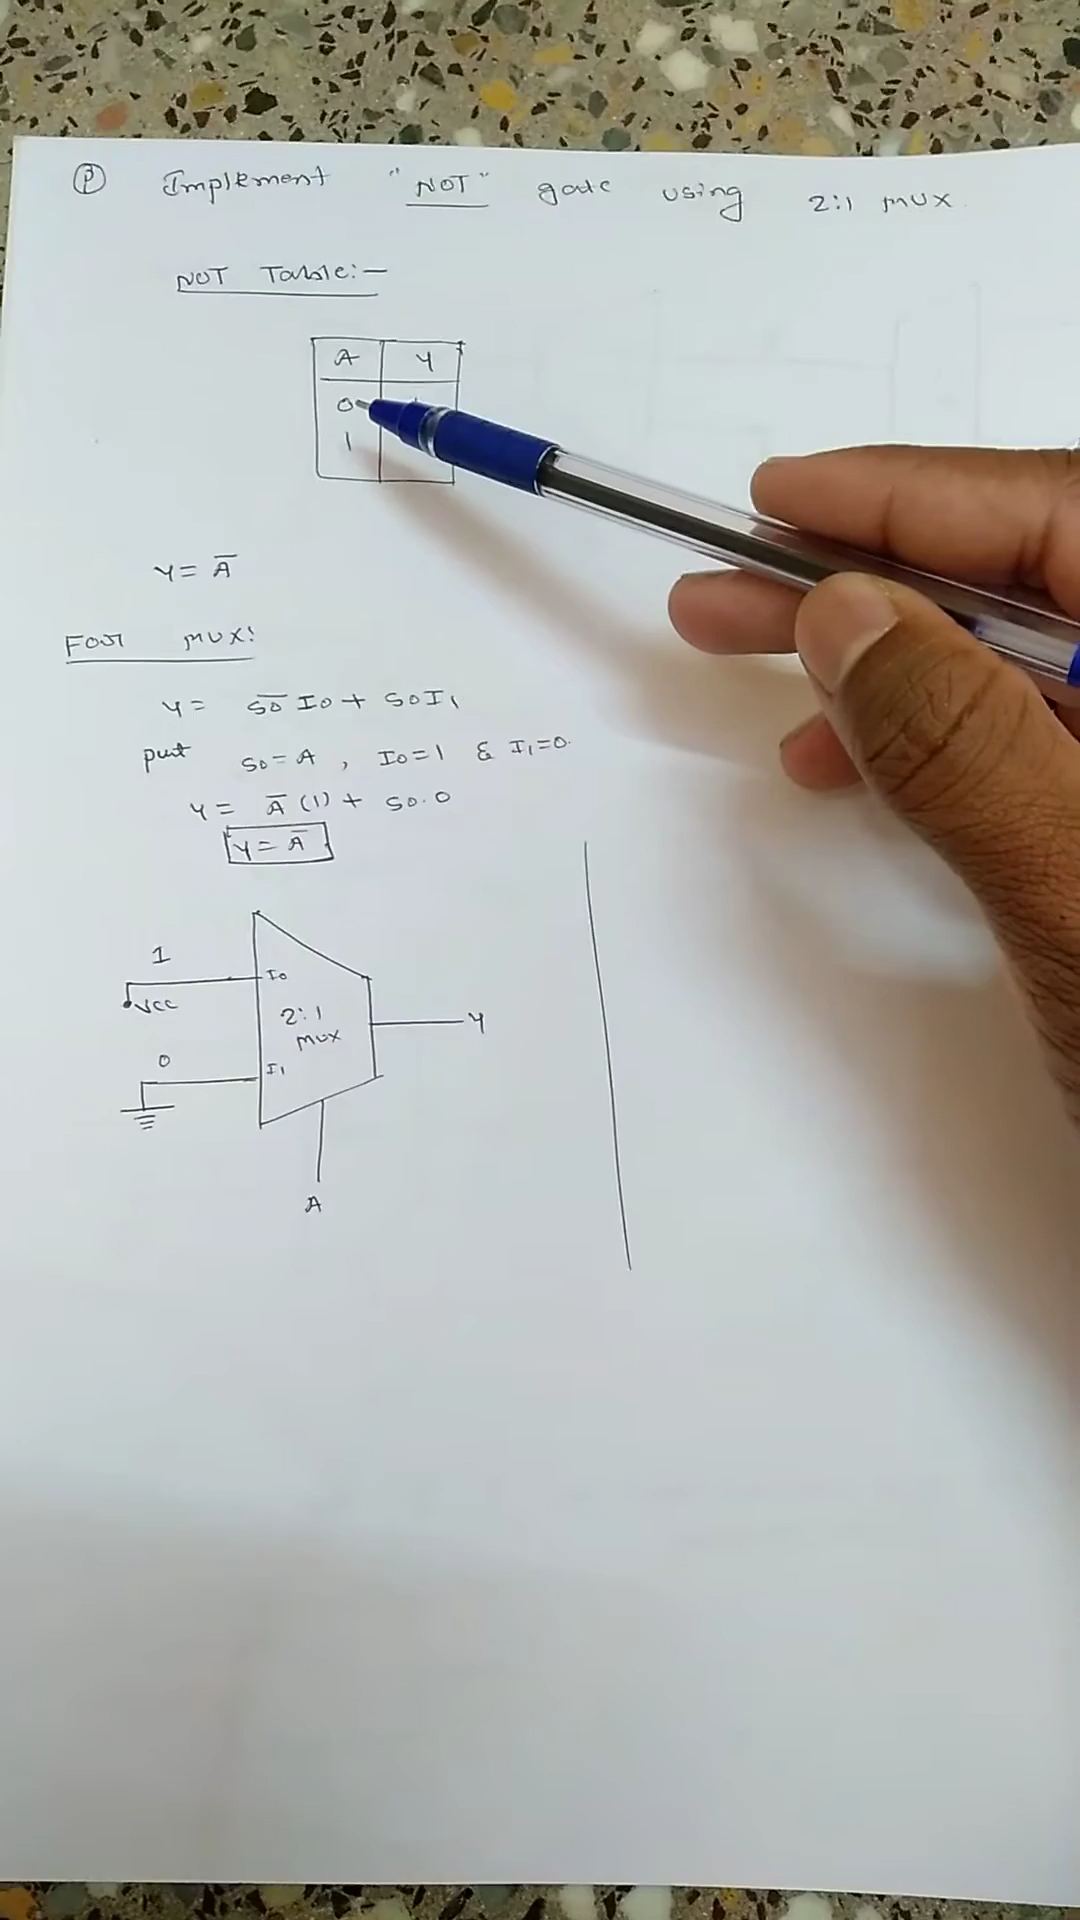 P Implement "NOT" gate using 2:1 MUX.
NOT Table:-
A Y
0
1
Y = A̅
For MUX:
Y = S̅0̅ I0 + S0 I1
put S0 = A , I0 = 1 & I1 = 0.
Y = A̅ (1) + S0.0
Y = A̅
1
I0
VCC
2:1
MUX
Y
0
I1
A